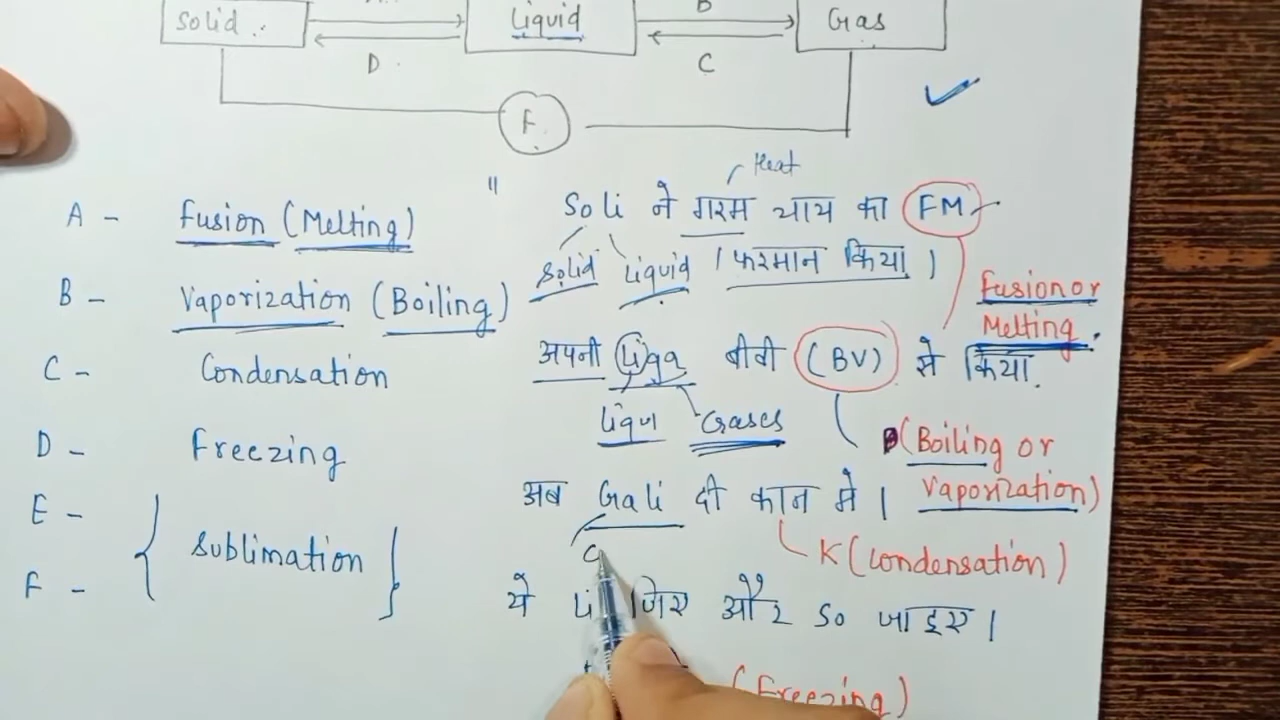 Solid Liquid B Gas
D C
F
Heat
A - Fusion (Melting) " Soli ने गरम चाय का (FM)
Solid Liquid (फरमान किया)
B - Vaporization (Boiling) Fusion or
Melting
अपनी Liqa बीवी (BV) से किया.
C - Condensation
Liqu Gases
D - Freezing (Boiling or
Vaporization)
अब Gali दी कान मे |
E -
Sublimation K (Condensation)
F - ये Li जिए और So जाइए |
(Freezing)